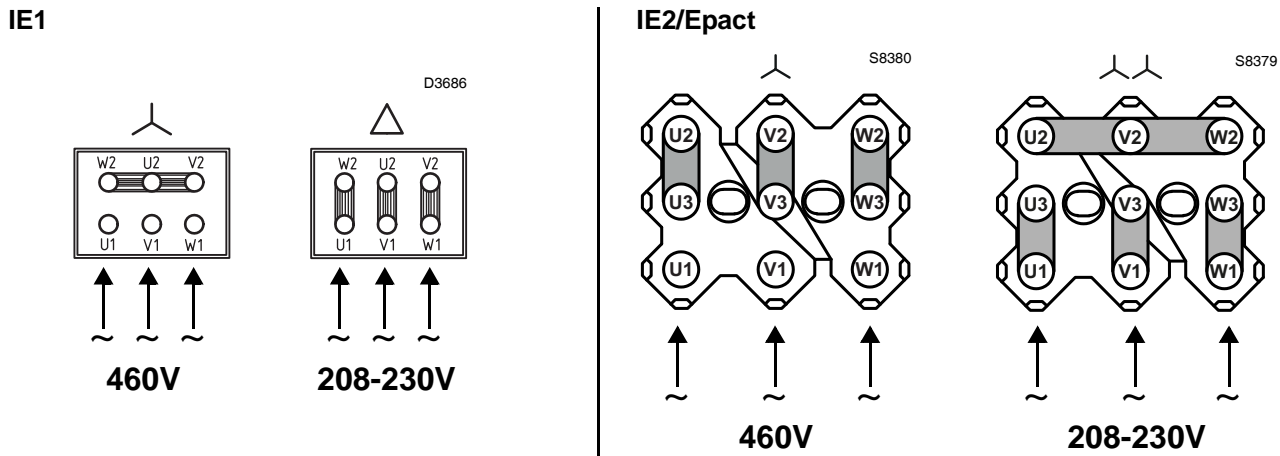 IE1
D3686
W2 U2 V2
U1 V1 W1
~ ~ ~
460V
W2 U2 V2
U1 V1 W1
~ ~ ~
208-230V
IE2/Epact
S8380
U2 V2 W2
U3 V3 W3
U1 V1 W1
~ ~ ~
460V
S8379
U2 V2 W2
U3 V3 W3
U1 V1 W1
~ ~ ~
208-230V